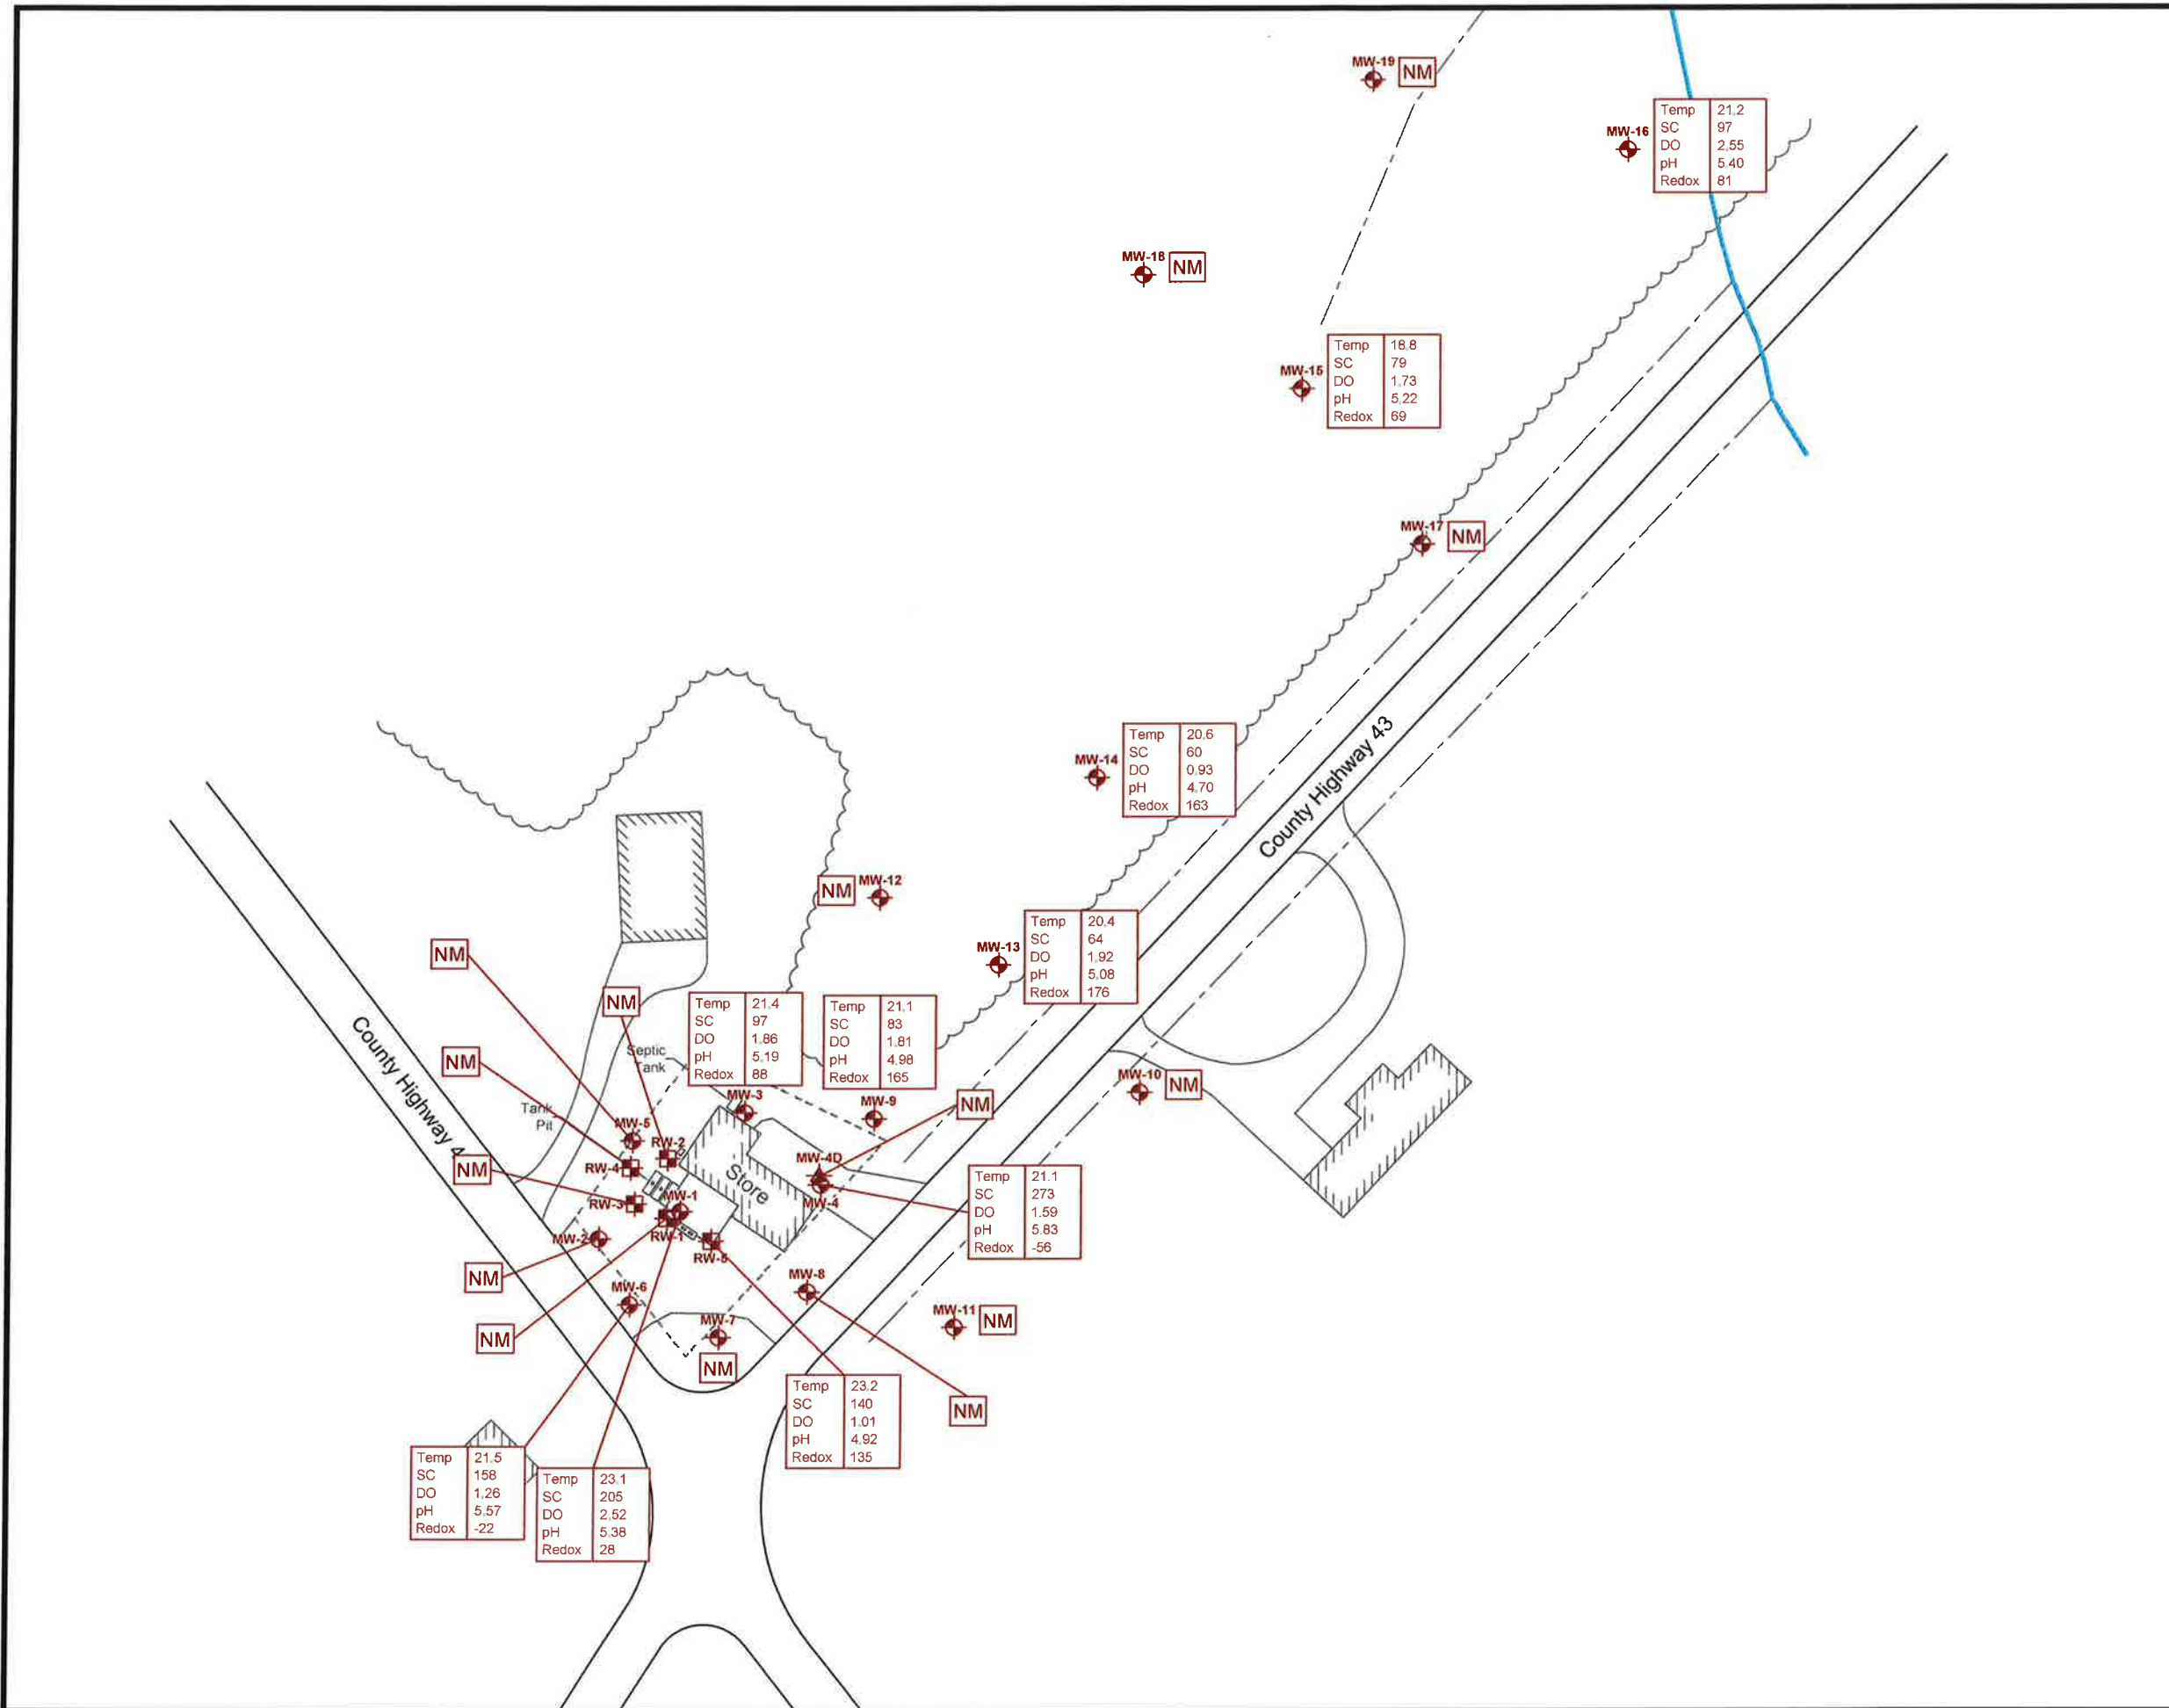 MW-19
NM
MW-16
Temp 21.2
SC 97
DO 2.55
pH 5.40
Redox 81
MW-18
NM
MW-15
Temp 18.8
SC 79
DO 1.73
pH 5.22
Redox 69
MW-17
NM
MW-14
Temp 20.6
SC 60
DO 0.93
pH 4.70
Redox 163
County Highway 43
NM
MW-12
MW-13
Temp 20.4
SC 64
DO 1.92
pH 5.08
Redox 176
NM
NM
Temp 21.4
SC 97
DO 1.86
pH 5.19
Redox 88
Temp 21.1
SC 83
DO 1.81
pH 4.98
Redox 165
County Highway 4
NM
Septic
Tank
MW-10
NM
MW-3
MW-9
NM
Tank
Pit
MW-5
RW-2
NM
RW-4
MW-4D
Store
MW-4
Temp 21.1
SC 273
DO 1.59
pH 5.83
Redox -56
RW-3
MW-1
MW-2
RW-1
RW-5
NM
MW-6
MW-8
MW-7
MW-11
NM
NM
NM
Temp 23.2
SC 140
DO 1.01
pH 4.92
Redox 135
NM
Temp 21.5
SC 158
DO 1.26
pH 5.57
Redox -22
Temp 23.1
SC 205
DO 2.52
pH 5.38
Redox 28